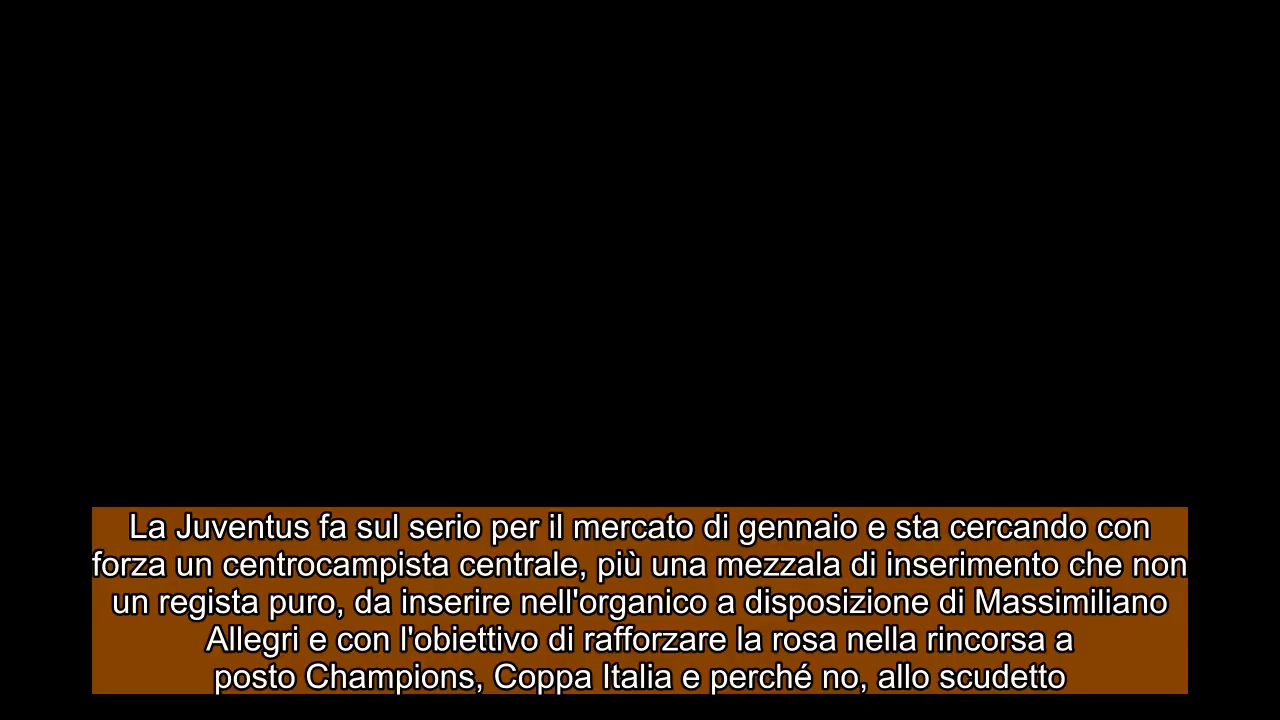 La Juventus fa sul serio per il mercato di gennaio e sta cercando con
forza un centrocampista centrale, più una mezzala di inserimento che non
un regista puro, da inserire nell'organico a disposizione di Massimiliano
Allegri e con l'obiettivo di rafforzare la rosa nella rincorsa a
posto Champions, Coppa Italia e perché no, allo scudetto